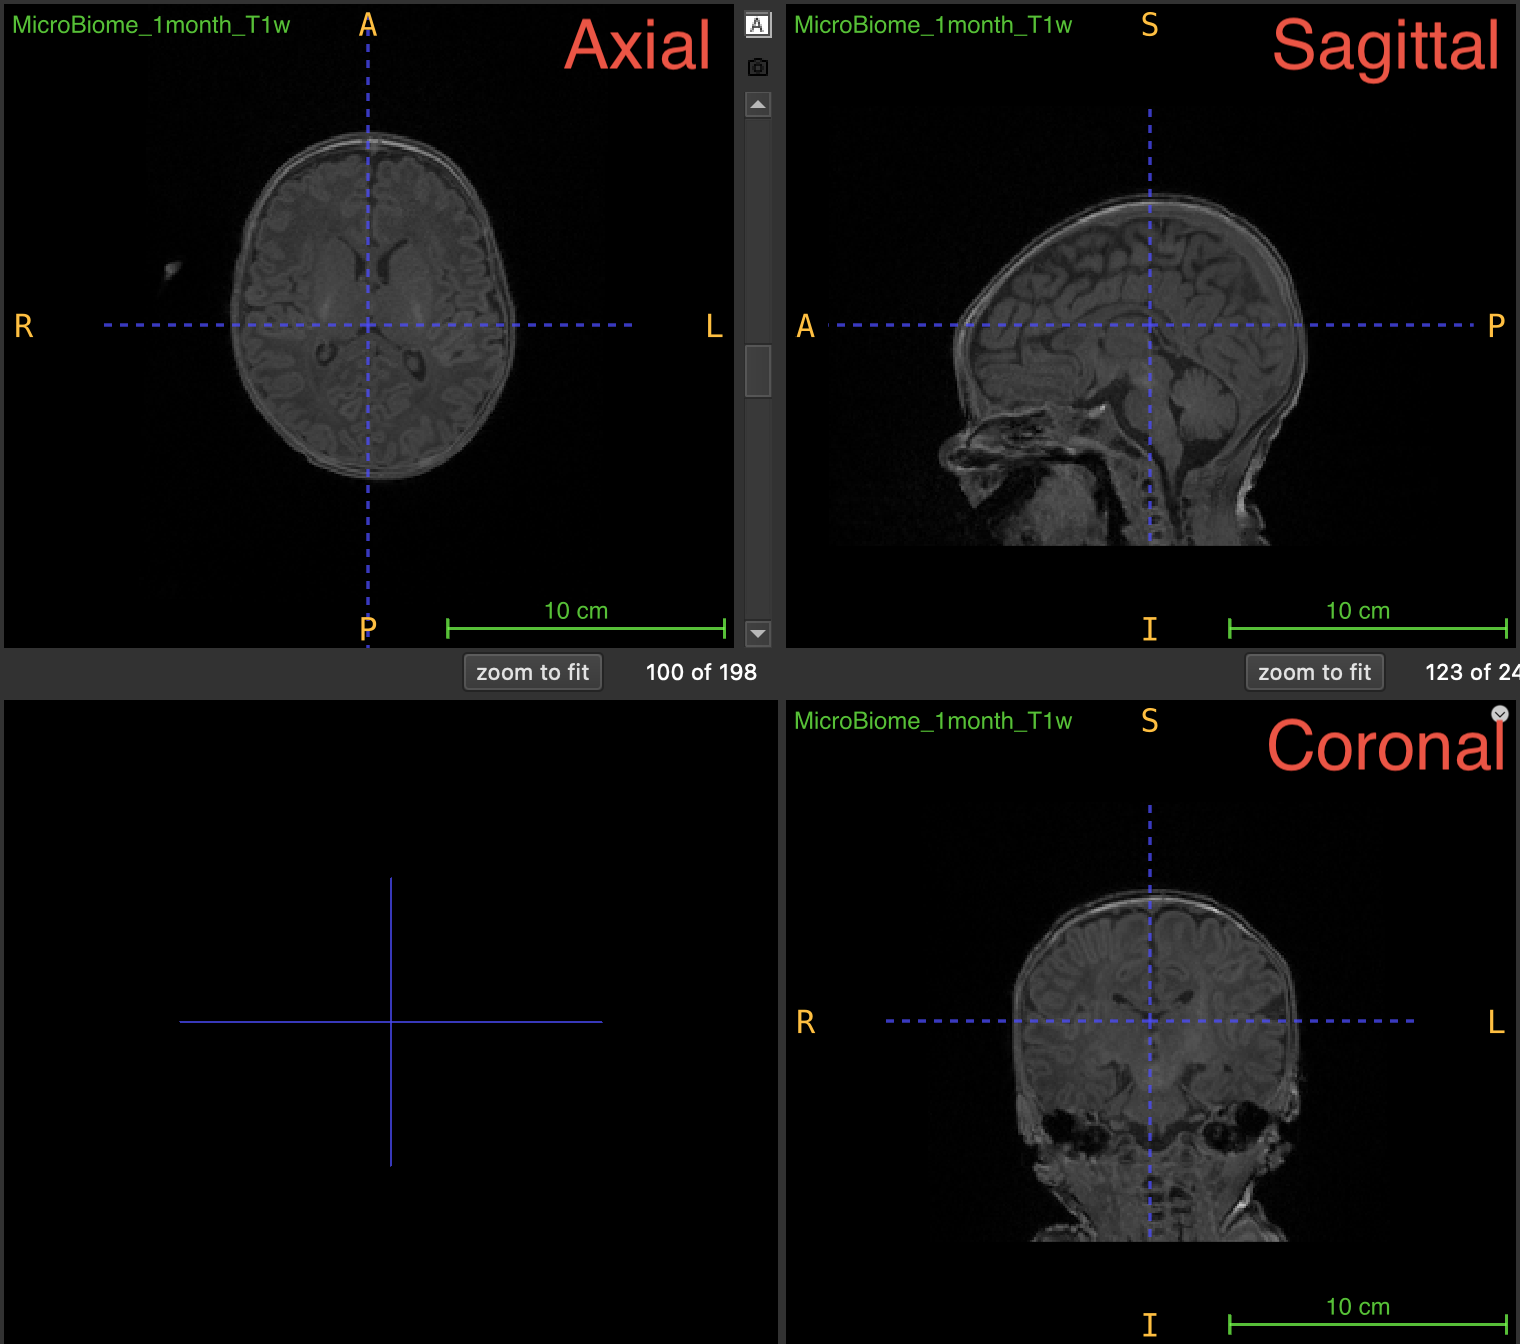 MicroBiome_1month_T1w
A
Axial
A
R
L
10 cm
P
zoom to fit
100 of 198
MicroBiome_1month_T1w
S
Sagittal
A
P
10 cm
I
zoom to fit
123 of 24
MicroBiome_1month_T1w
S
Coronal
R
L
10 cm
I